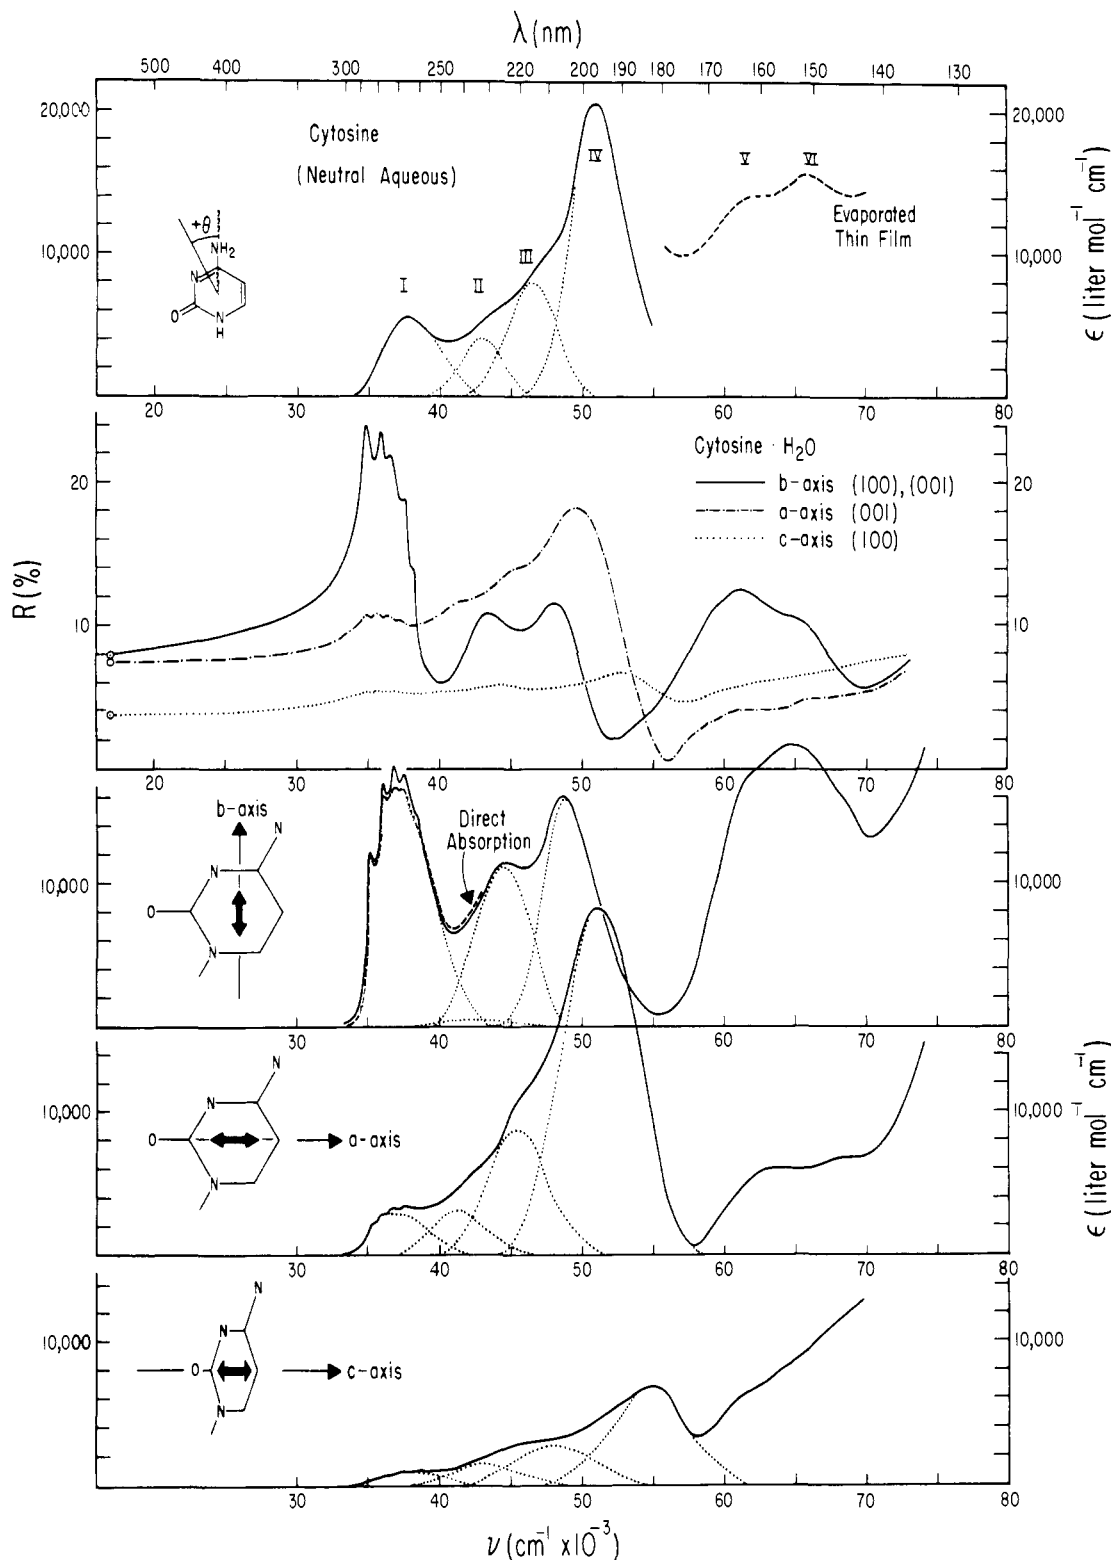 λ (nm)
500 400 300 250 220 200 190 180 170 160 150 140 130
20,000
10,000
Cytosine
(Neutral Aqueous)
+θ
NH2
N
O
N
H
I
II
III
IV
V
VI
Evaporated
Thin Film
20,000
10,000
ϵ (liter mol⁻¹ cm⁻¹)
20 30 40 50 60 70 80
R (%)
20
10
Cytosine · H2O
b-axis (100), (001)
a-axis (001)
c-axis (100)
20
10
20 30 40 50 60 70 80
b-axis
N
N
O
N
10,000
Direct
Absorption
10,000
30 40 50 60 70 80
N
N
O
N
a-axis
10,000
10,000
ϵ (liter mol⁻¹ cm⁻¹)
30 40 50 60 70 80
N
N
O
N
c-axis
10,000
10,000
30 40 50 60 70 80
ν (cm⁻¹ x10⁻³)